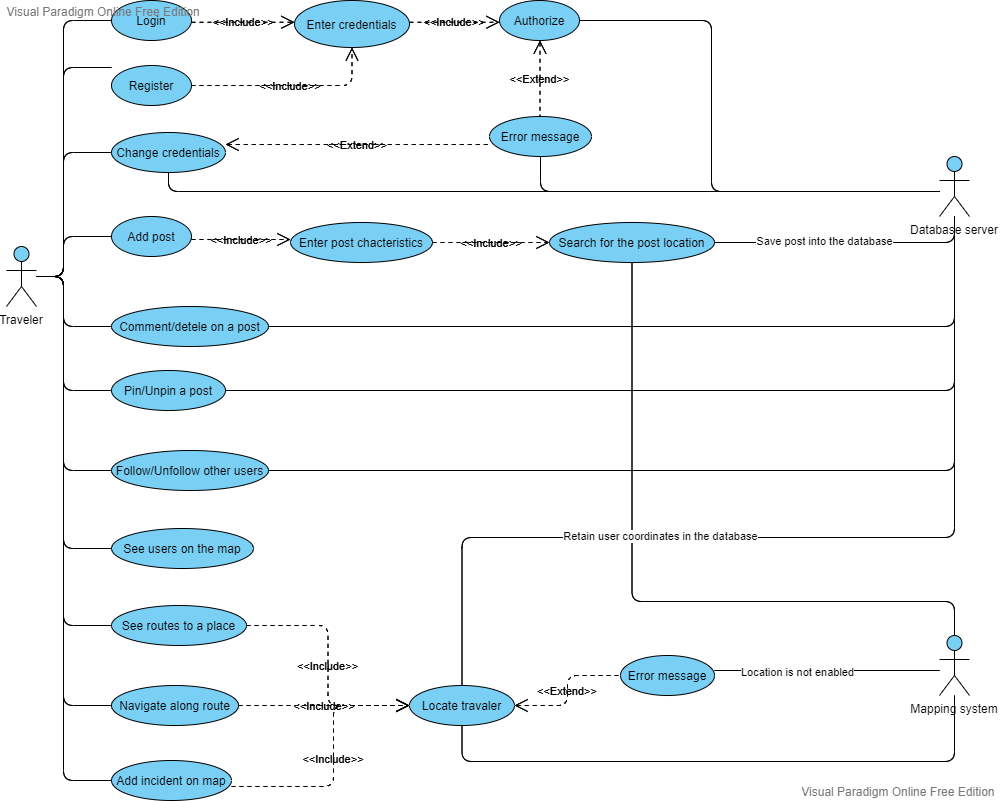 Visual Paradigm Online Free Edition
Login
<<Include>>
Enter credentials
<<Include>>
Authorize
Register
<<Include>>
<<Extend>>
Change credentials
<<Extend>>
Error message
Add post
<<Include>>
Enter post chacteristics
<<Include>>
Search for the post location
Save post into the database
Database server
Traveler
Comment/detele on a post
Pin/Unpin a post
Follow/Unfollow other users
Retain user coordinates in the database
See users on the map
See routes to a place
<<Include>>
Error message
Location is not enabled
<<Extend>>
Navigate along route
<<Include>>
Locate travaler
Mapping system
<<Include>>
Add incident on map
Visual Paradigm Online Free Edition